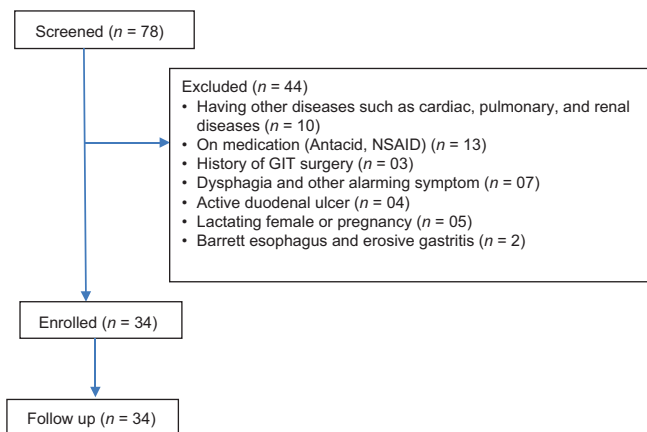 Screened (n = 78)
Excluded (n = 44)
• Having other diseases such as cardiac, pulmonary, and renal
diseases (n = 10)
• On medication (Antacid, NSAID) (n = 13)
• History of GIT surgery (n = 03)
• Dysphagia and other alarming symptom (n = 07)
• Active duodenal ulcer (n = 04)
• Lactating female or pregnancy (n = 05)
• Barrett esophagus and erosive gastritis (n = 2)
Enrolled (n = 34)
Follow up (n = 34)